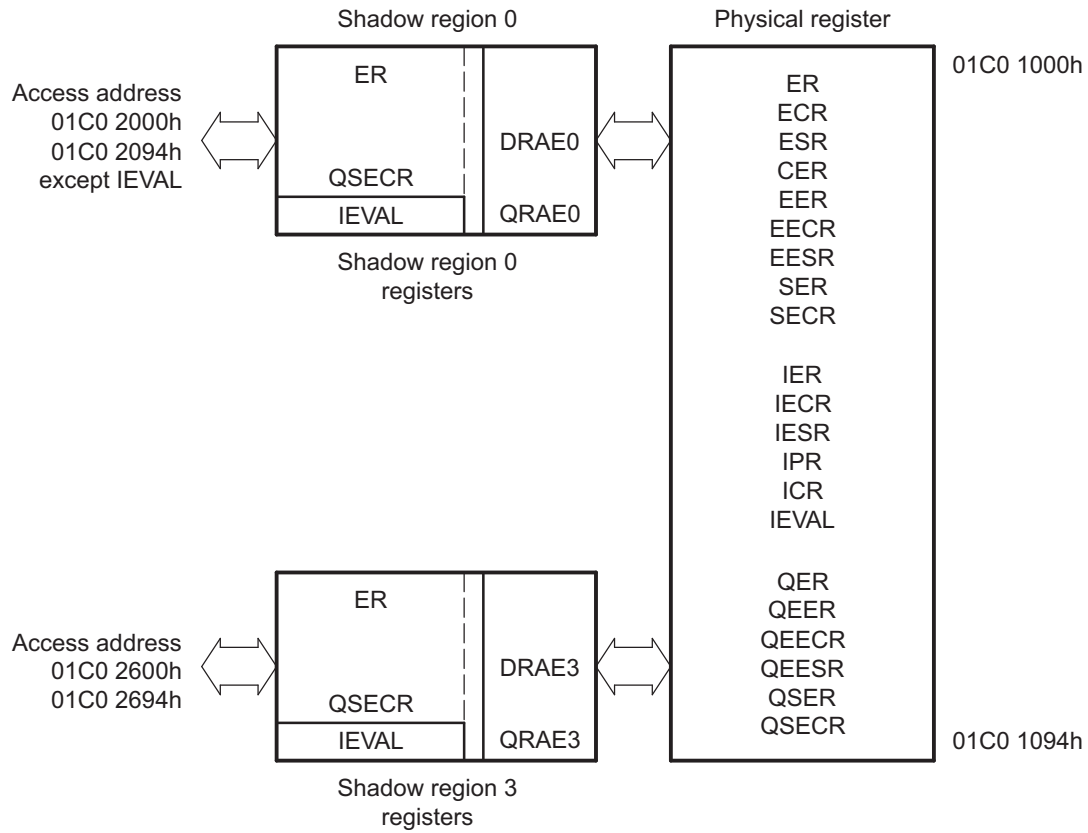 Shadow region 0
Physical register
Access address
01C0 2000h
01C0 2094h
except IEVAL
ER
QSECR
IEVAL
DRAE0
QRAE0
Shadow region 0
registers
01C0 1000h
ER
ECR
ESR
CER
EER
EECR
EESR
SER
SECR
IER
IECR
IESR
IPR
ICR
IEVAL
QER
QEER
QEECR
QEESR
QSER
QSECR
01C0 1094h
Access address
01C0 2600h
01C0 2694h
ER
QSECR
IEVAL
DRAE3
QRAE3
Shadow region 3
registers